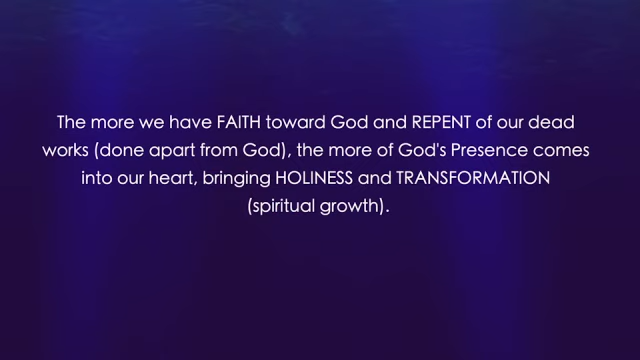 The more we have FAITH toward God and REPENT of our dead
works (done apart from God), the more of God's Presence comes
into our heart, bringing HOLINESS and TRANSFORMATION
(spiritual growth).